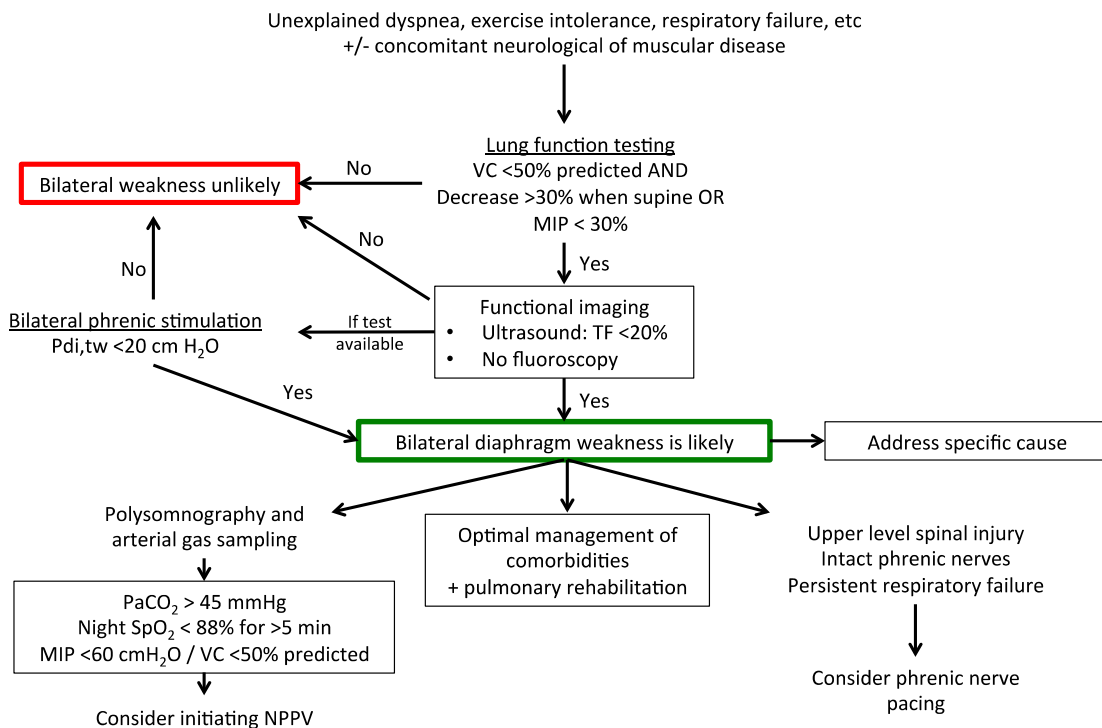 Unexplained dyspnea, exercise intolerance, respiratory failure, etc
+/- concomitant neurological of muscular disease
Lung function testing
VC <50% predicted AND
Decrease >30% when supine OR
MIP < 30%
No
Bilateral weakness unlikely
No
Yes
No
Functional imaging
• Ultrasound: TF <20%
• No fluoroscopy
If test
available
Bilateral phrenic stimulation
Pdi,tw <20 cm H₂O
Yes
Yes
Bilateral diaphragm weakness is likely
Address specific cause
Polysomnography and
arterial gas sampling
PaCO₂ > 45 mmHg
Night SpO₂ < 88% for >5 min
MIP <60 cmH₂O / VC <50% predicted
Consider initiating NPPV
Optimal management of
comorbidities
+ pulmonary rehabilitation
Upper level spinal injury
Intact phrenic nerves
Persistent respiratory failure
Consider phrenic nerve
pacing